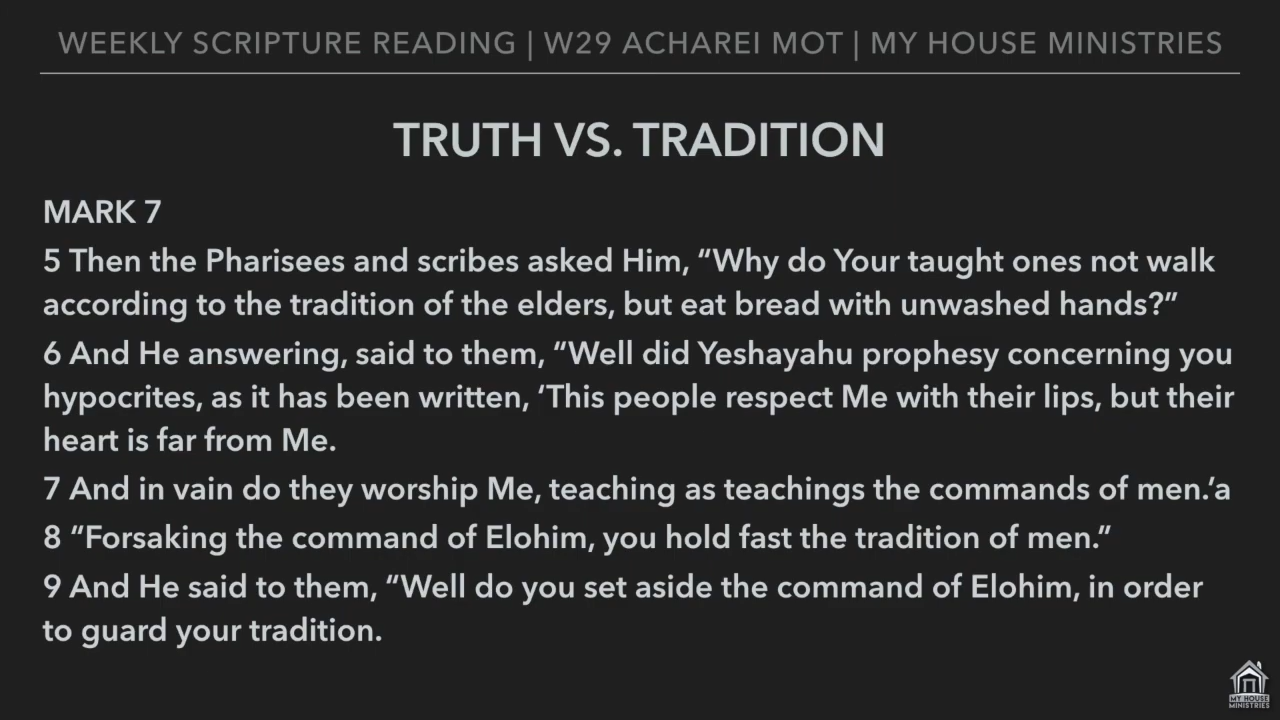 WEEKLY SCRIPTURE READING | W29 ACHAREI MOT | MY HOUSE MINISTRIES
TRUTH VS. TRADITION
MARK 7
5 Then the Pharisees and scribes asked Him, “Why do Your taught ones not walk
according to the tradition of the elders, but eat bread with unwashed hands?”
6 And He answering, said to them, “Well did Yeshayahu prophesy concerning you
hypocrites, as it has been written, ‘This people respect Me with their lips, but their
heart is far from Me.
7 And in vain do they worship Me, teaching as teachings the commands of men.‘a
8 “Forsaking the command of Elohim, you hold fast the tradition of men.”
9 And He said to them, “Well do you set aside the command of Elohim, in order
to guard your tradition.
MY HOUSE
MINISTRIES